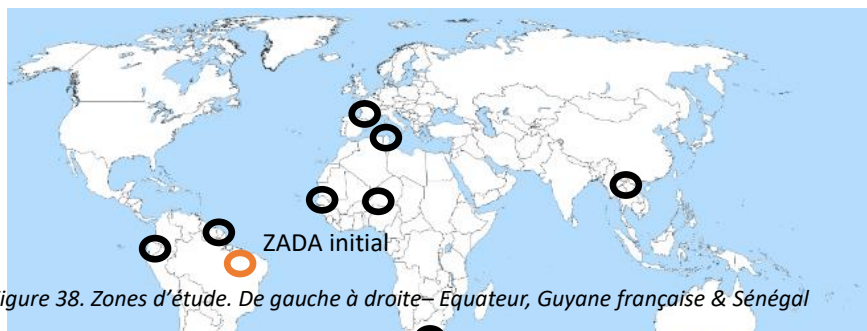 ZADA initial
igure 38. Zones d’étude. De gauche à droite– Equateur, Guyane française & Sénégal